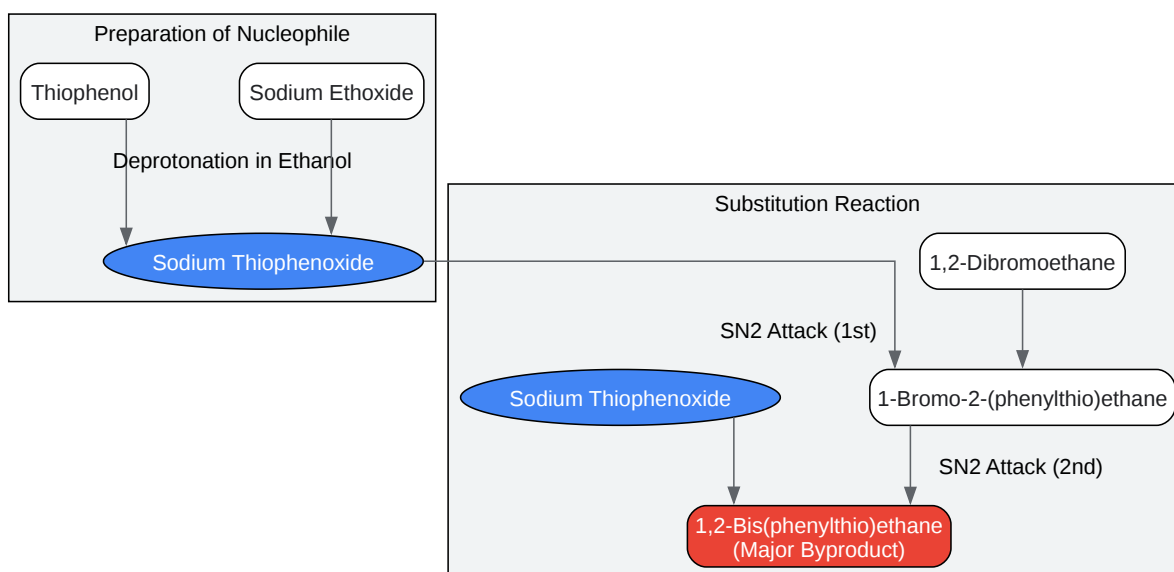 Preparation of Nucleophile
Thiophenol
Sodium Ethoxide
Deprotonation in Ethanol
Sodium Thiophenoxide
Substitution Reaction
1,2-Dibromoethane
SN2 Attack (1st)
Sodium Thiophenoxide
1-Bromo-2-(phenylthio)ethane
SN2 Attack (2nd)
1,2-Bis(phenylthio)ethane
(Major Byproduct)